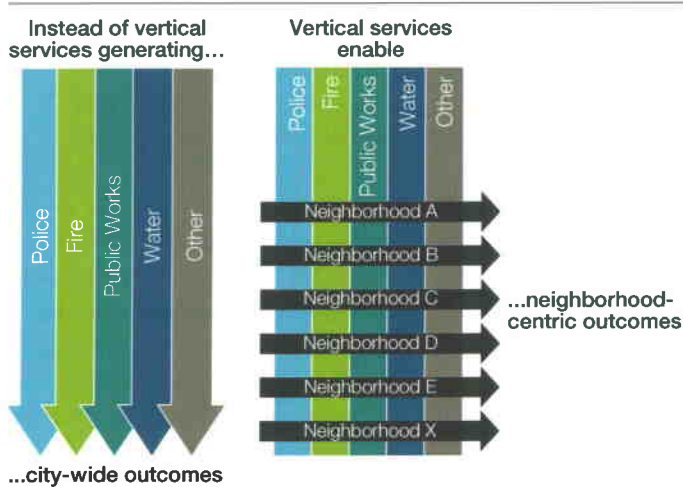 Instead of vertical
services generating...
Police
Fire
Public Works
Water
Other
...city-wide outcomes
Vertical services
enable
Police
Fire
Public Works
Water
Other
Neighborhood A
Neighborhood B
Neighborhood C
Neighborhood D
Neighborhood E
Neighborhood X
...neighborhood-
centric outcomes